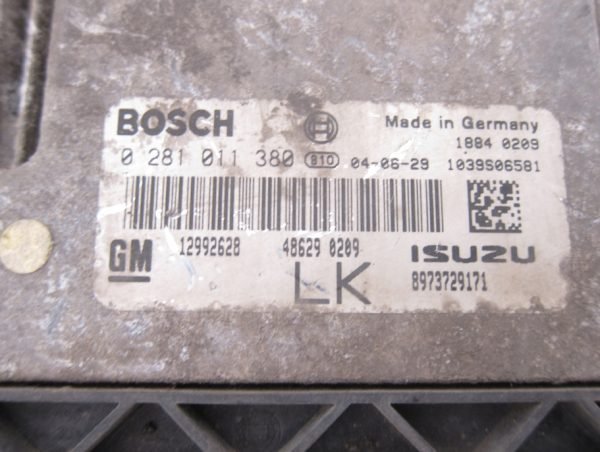 BOSCH Made in Germany
1884 0209
0 281 011 380 810 04-06-29 1039S06581
GM 12992628 48629 0209 ISUZU
LK 8973729171